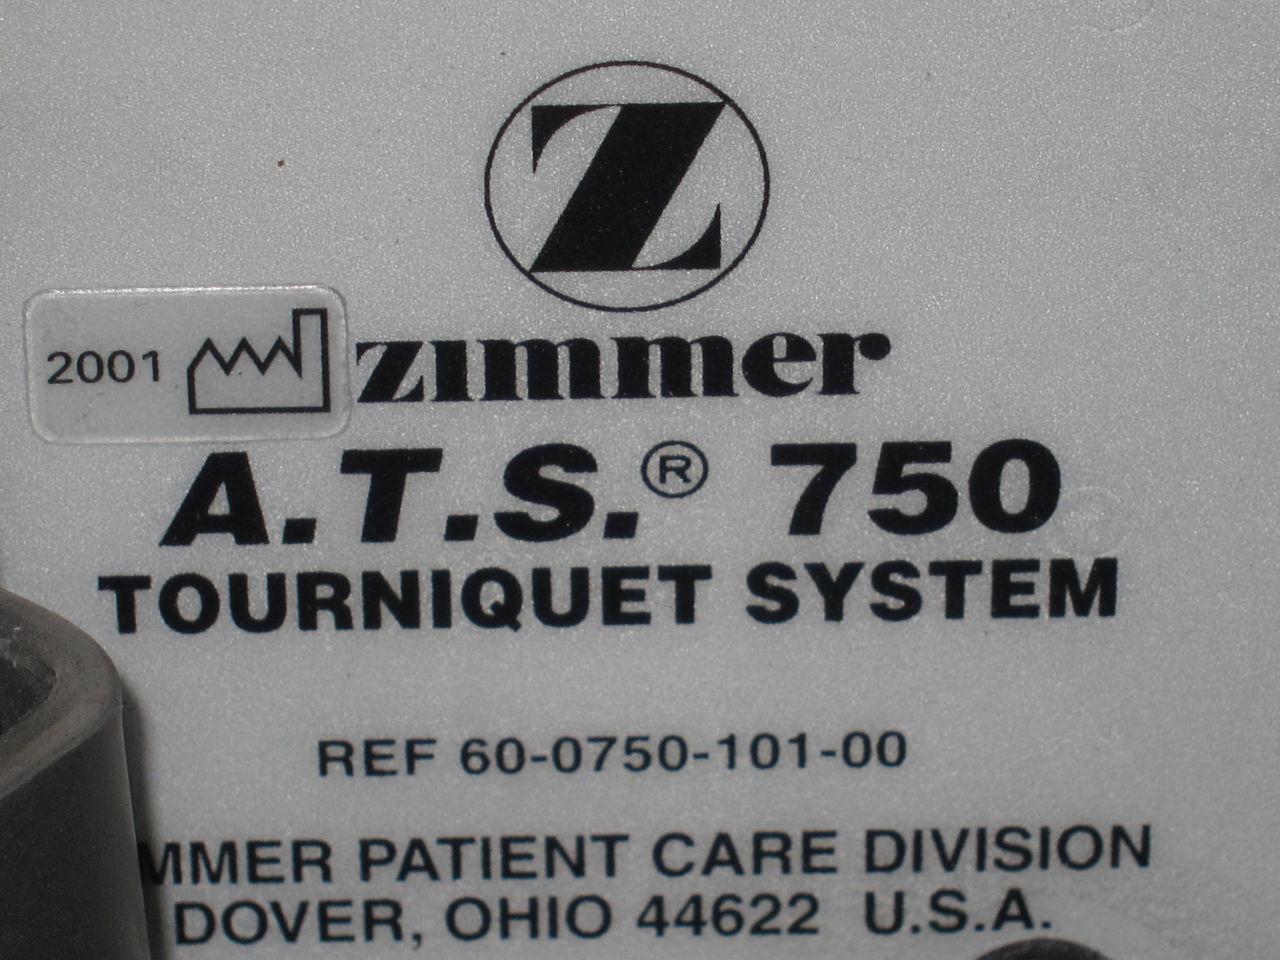 Z
2001
zimmer
A.T.S.® 750
TOURNIQUET SYSTEM
REF 60-0750-101-00
MMER PATIENT CARE DIVISION
DOVER, OHIO 44622 U.S.A.